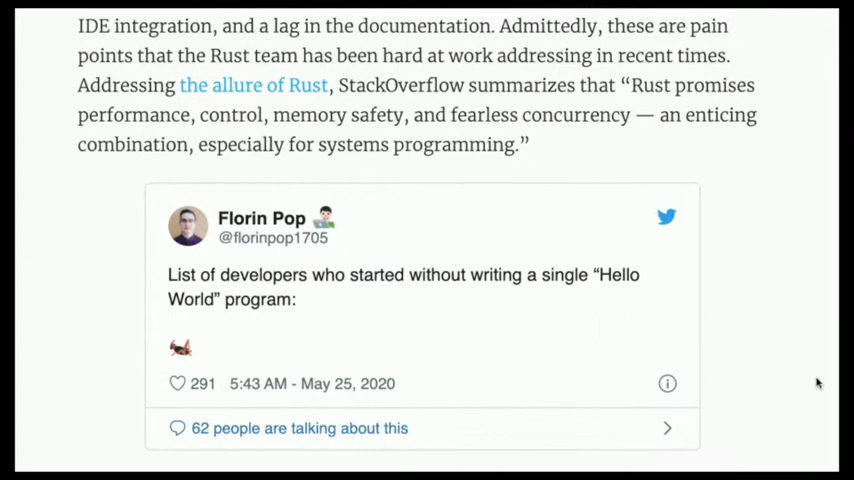 IDE integration, and a lag in the documentation. Admittedly, these are pain
points that the Rust team has been hard at work addressing in recent times.
Addressing the allure of Rust, StackOverflow summarizes that “Rust promises
performance, control, memory safety, and fearless concurrency — an enticing
combination, especially for systems programming.”
Florin Pop 👨🏻‍💻
@florinpop1705
List of developers who started without writing a single “Hello
World” program:
🦗
291 5:43 AM - May 25, 2020
62 people are talking about this